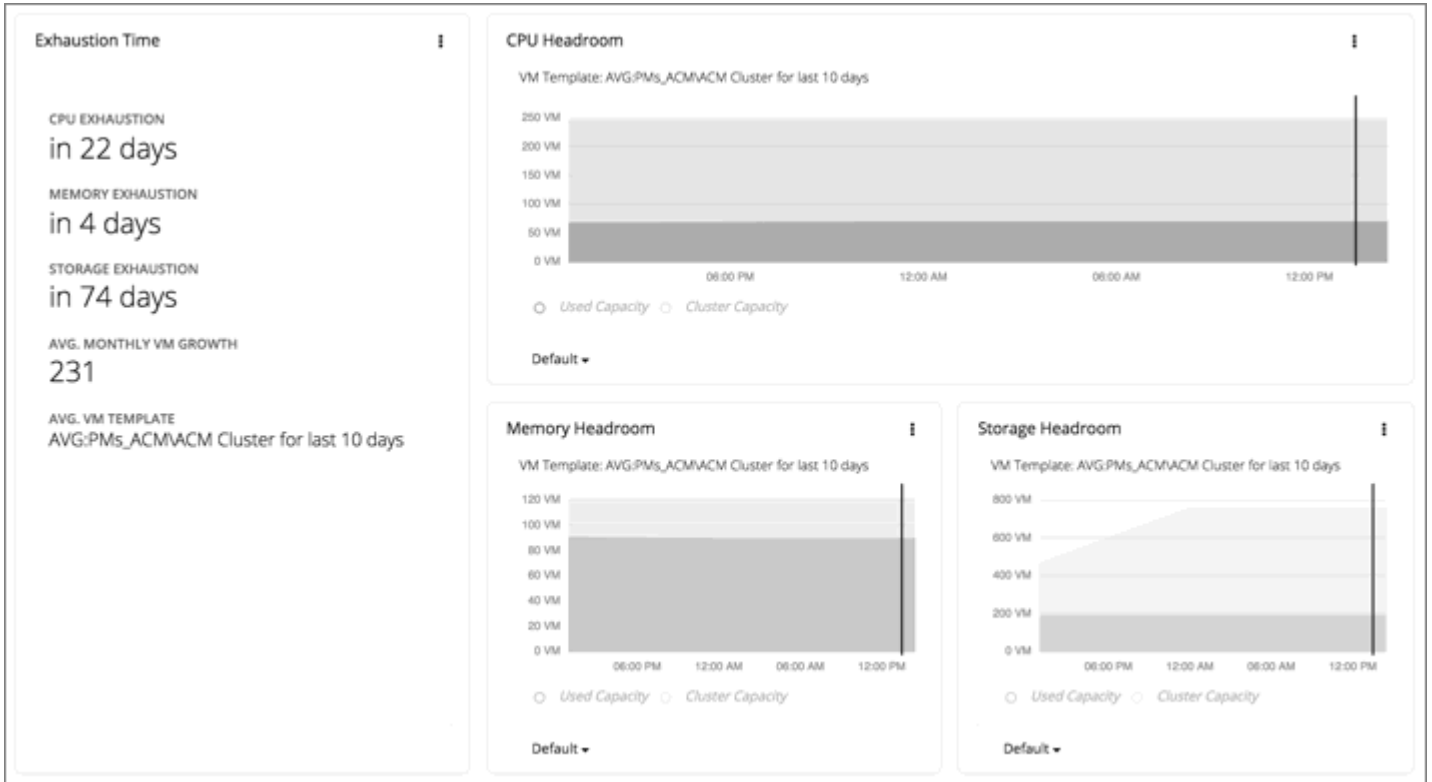 Exhaustion Time
CPU EXHAUSTION
in 22 days
MEMORY EXHAUSTION
in 4 days
STORAGE EXHAUSTION
in 74 days
AVG. MONTHLY VM GROWTH
231
AVG. VM TEMPLATE
AVG:PMs_ACM\ACM Cluster for last 10 days
CPU Headroom
VM Template: AVG:PMs_ACM\ACM Cluster for last 10 days
250 VM
200 VM
150 VM
100 VM
50 VM
0 VM
06:00 PM 12:00 AM 06:00 AM 12:00 PM
Used Capacity Cluster Capacity
Default
Memory Headroom
VM Template: AVG:PMs_ACM\ACM Cluster for last 10 days
120 VM
100 VM
80 VM
60 VM
40 VM
20 VM
0 VM
06:00 PM 12:00 AM 06:00 AM 12:00 PM
Used Capacity Cluster Capacity
Default
Storage Headroom
VM Template: AVG:PMs_ACM\ACM Cluster for last 10 days
800 VM
600 VM
400 VM
200 VM
0 VM
06:00 PM 12:00 AM 06:00 AM 12:00 PM
Used Capacity Cluster Capacity
Default